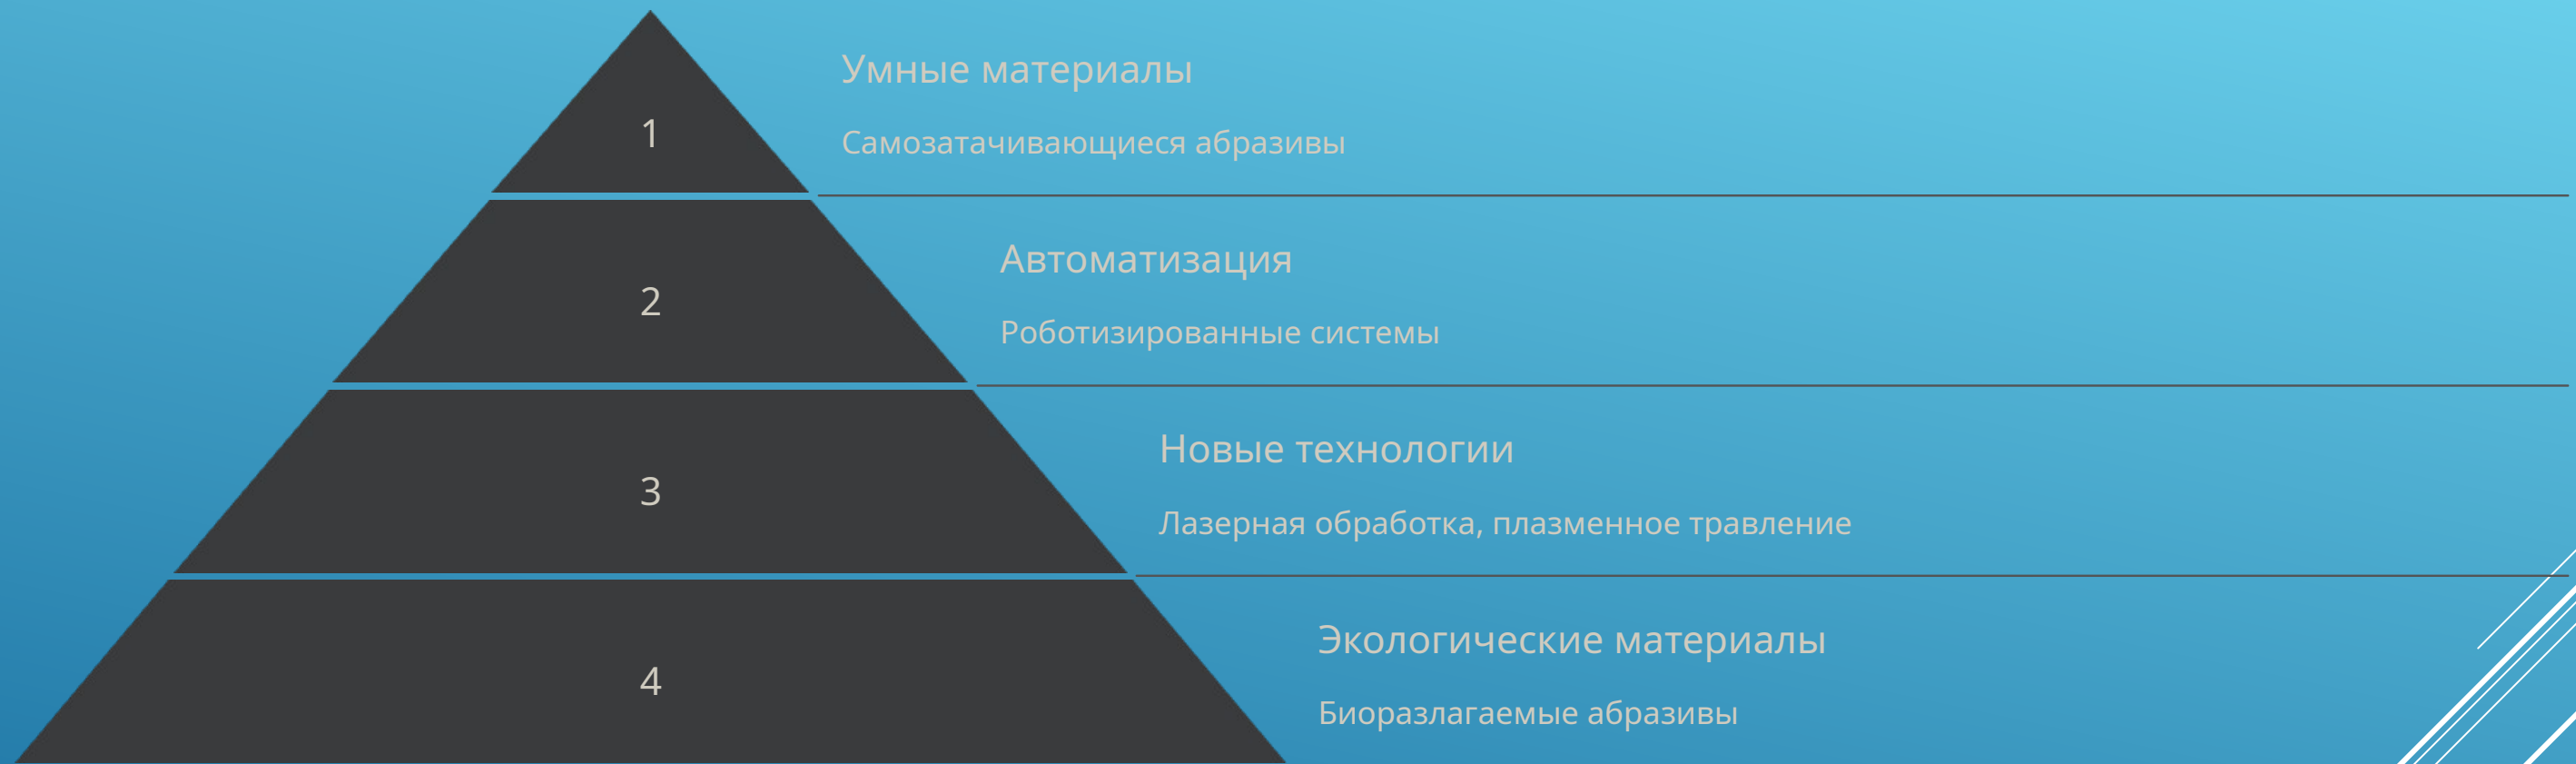 1
Умные материалы
Самозатачивающиеся абразивы
2
Автоматизация
Роботизированные системы
3
Новые технологии
Лазерная обработка, плазменное травление
4
Экологические материалы
Биоразлагаемые абразивы